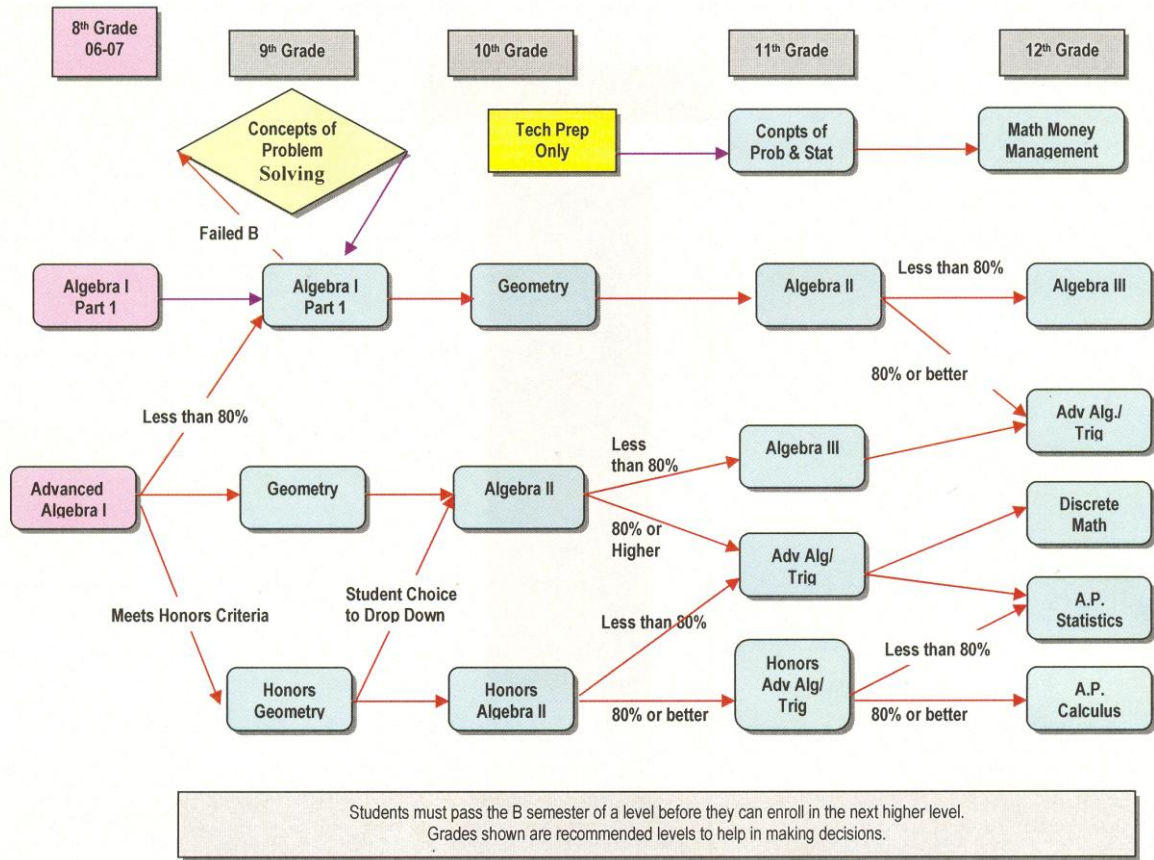 8th Grade
06-07
9th Grade
10th Grade
11th Grade
12th Grade
Concepts of
Problem
Solving
Tech Prep
Only
Conpts of
Prob & Stat
Math Money
Management
Failed B
Algebra I
Part 1
Algebra I
Part 1
Geometry
Algebra II
Less than 80%
Algebra III
80% or better
Less than 80%
Adv Alg./
Trig
Less
than 80%
Algebra III
Advanced
Algebra I
Geometry
Algebra II
80% or
Higher
Discrete
Math
Adv Alg/
Trig
Meets Honors Criteria
Student Choice
to Drop Down
Less than 80%
A.P.
Statistics
Less than 80%
Honors
Geometry
Honors
Algebra II
80% or better
Honors
Adv Alg/
Trig
80% or better
A.P.
Calculus
Students must pass the B semester of a level before they can enroll in the next higher level.
Grades shown are recommended levels to help in making decisions.